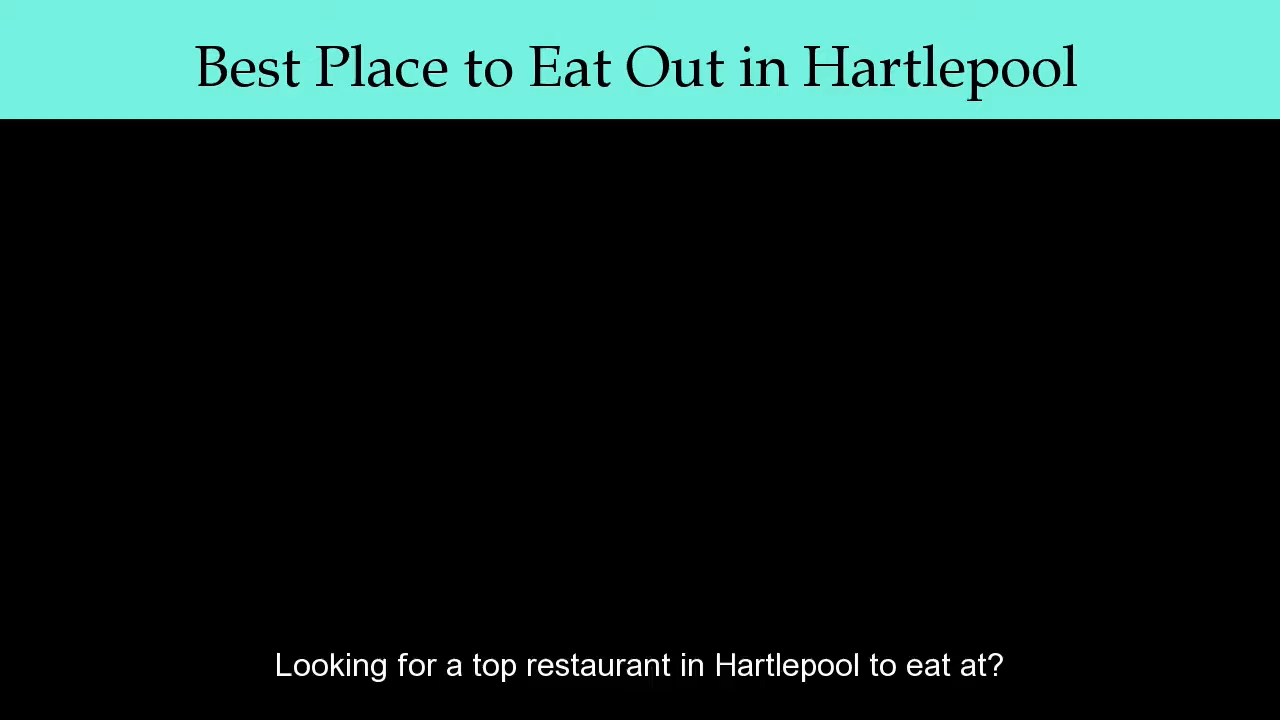 Best Place to Eat Out in Hartlepool
Looking for a top restaurant in Hartlepool to eat at?